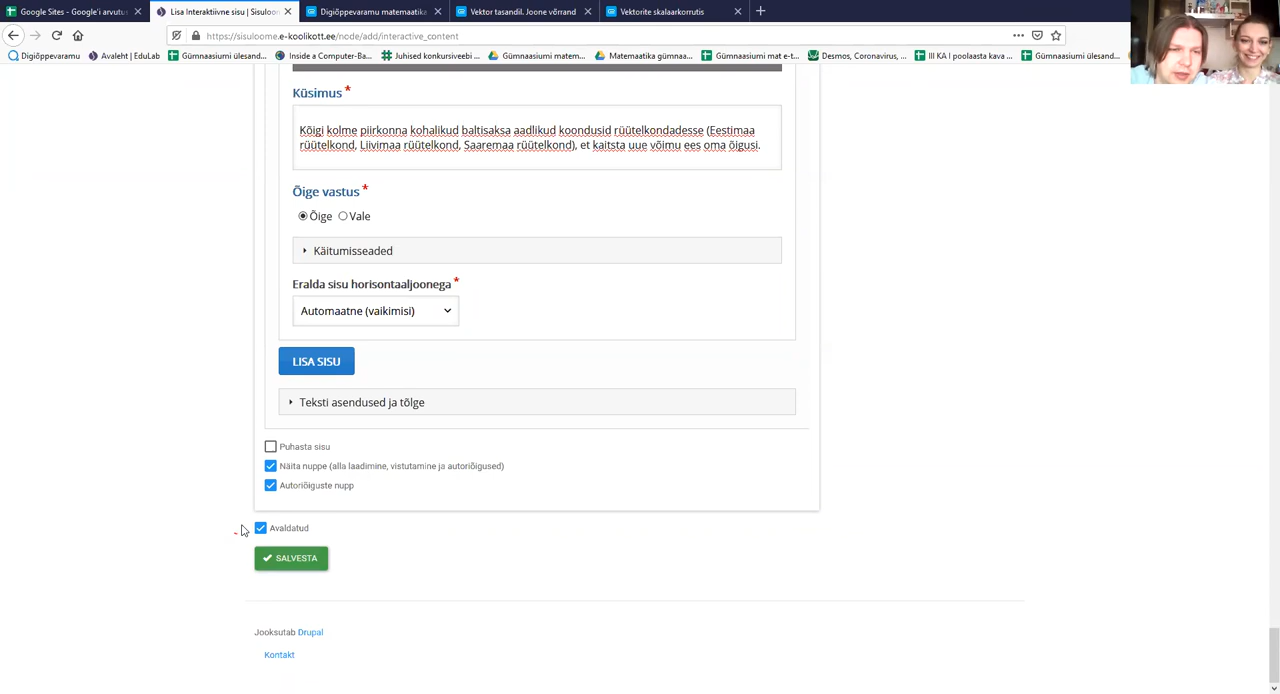 Google Sites - Google'i arvutus
Lisa Interaktiivne sisu | Sisuloon
Digiõppevaramu matemaatika
Vektor tasandil. Joone võrrand
Vektorite skalaarkorrutis
https://sisuloome.e-koolikott.ee/node/add/interactive_content
Digiõppevaramu
Avaleht | EduLab
Gümnaasiumi ülesand...
Inside a Computer-Ba...
Juhised konkursiveebi...
Gümnaasiumi matem...
Matemaatika gümnaa...
Gümnaasiumi mat e-t...
Desmos, Coronavirus, ...
III KA I poolaasta kava ...
Gümnaasiumi ülesand...
Küsimus *
Kõigi kolme piirkonna kohalikud baltisaksa aadlikud koondusid rüütelkondadesse (Eestimaa
rüütelkond, Liivimaa rüütelkond, Saaremaa rüütelkond), et kaitsta uue võimu ees oma õigusi.
Õige vastus *
Õige Vale
Käitumisseaded
Eralda sisu horisontaaljoonega *
Automaatne (vaikimisi)
LISA SISU
Teksti asendused ja tõlge
Puhasta sisu
Näita nuppe (alla laadimine, vistutamine ja autoriõigused)
Autoriõiguste nupp
Avaldatud
SALVESTA
Jooksutab Drupal
Kontakt